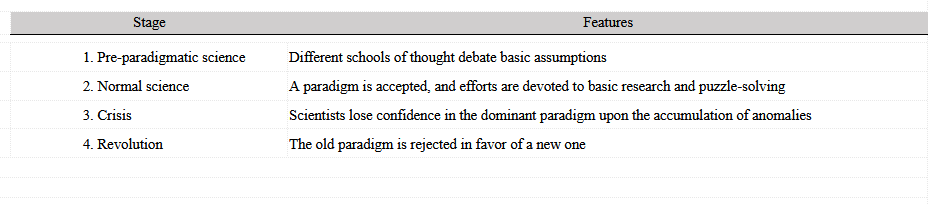 Stage Features
1. Pre-paradigmatic science Different schools of thought debate basic assumptions
2. Normal science A paradigm is accepted, and efforts are devoted to basic research and puzzle-solving
3. Crisis Scientists lose confidence in the dominant paradigm upon the accumulation of anomalies
4. Revolution The old paradigm is rejected in favor of a new one